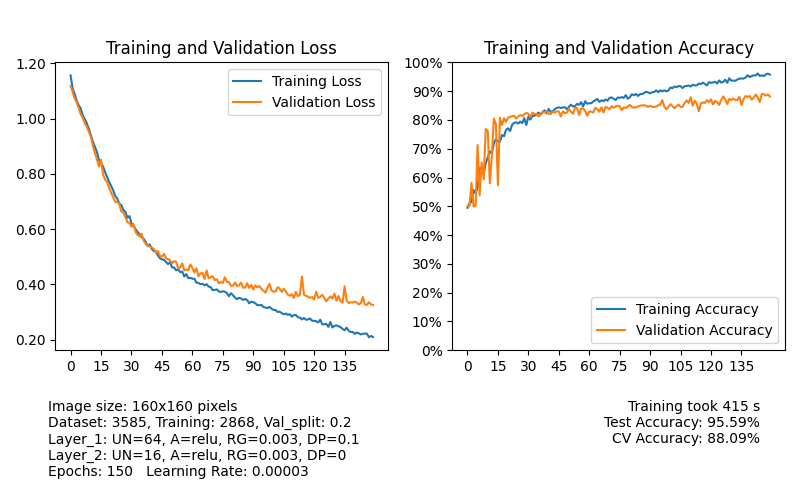 Training and Validation Loss
1.20
1.00
0.80
0.60
0.40
0.20
0 15 30 45 60 75 90 105 120 135
Training Loss
Validation Loss
Training and Validation Accuracy
100%
90%
80%
70%
60%
50%
40%
30%
20%
10%
0%
0 15 30 45 60 75 90 105 120 135
Training Accuracy
Validation Accuracy
Image size: 160x160 pixels
Dataset: 3585, Training: 2868, Val_split: 0.2
Layer_1: UN=64, A=relu, RG=0.003, DP=0.1
Layer_2: UN=16, A=relu, RG=0.003, DP=0
Epochs: 150   Learning Rate: 0.00003
Training took 415 s
Test Accuracy: 95.59%
CV Accuracy: 88.09%